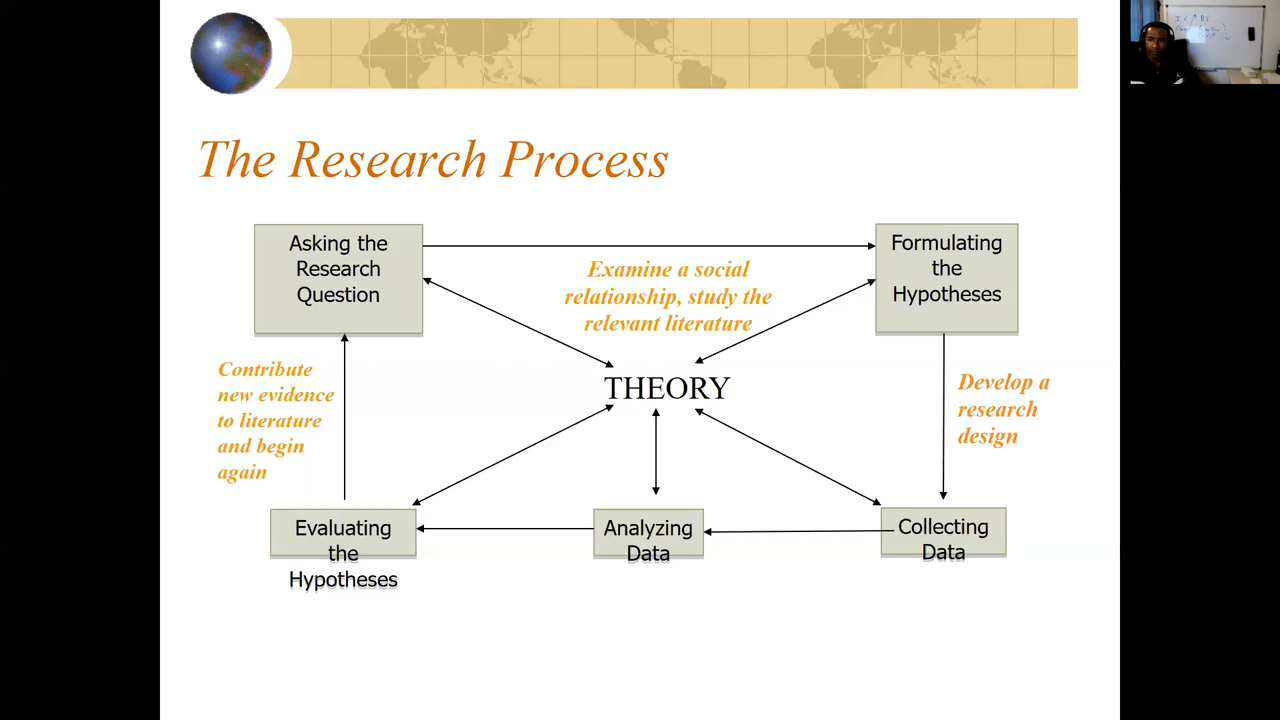 The Research Process
Asking the
Research
Question
Formulating
the
Hypotheses
Examine a social
relationship, study the
relevant literature
Contribute
new evidence
to literature
and begin
again
THEORY
Develop a
research
design
Evaluating
the
Hypotheses
Analyzing
Data
Collecting
Data